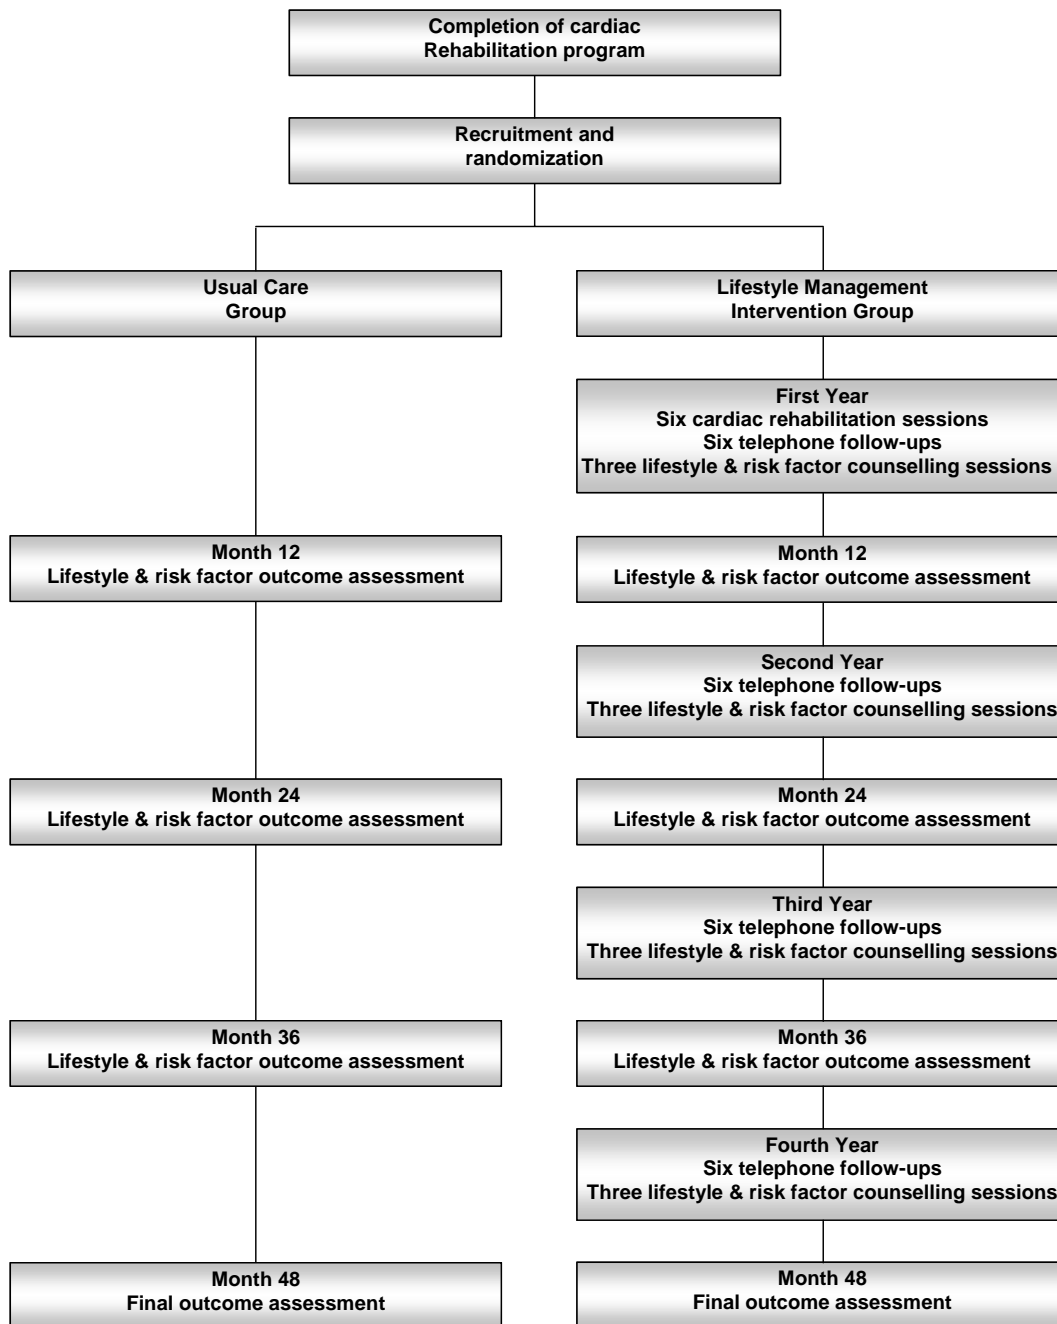 Completion of cardiac
Rehabilitation program
Recruitment and
randomization
Usual Care
Group
Lifestyle Management
Intervention Group
First Year
Six cardiac rehabilitation sessions
Six telephone follow-ups
Three lifestyle & risk factor counselling sessions
Month 12
Lifestyle & risk factor outcome assessment
Month 12
Lifestyle & risk factor outcome assessment
Second Year
Six telephone follow-ups
Three lifestyle & risk factor counselling sessions
Month 24
Lifestyle & risk factor outcome assessment
Month 24
Lifestyle & risk factor outcome assessment
Third Year
Six telephone follow-ups
Three lifestyle & risk factor counselling sessions
Month 36
Lifestyle & risk factor outcome assessment
Month 36
Lifestyle & risk factor outcome assessment
Fourth Year
Six telephone follow-ups
Three lifestyle & risk factor counselling sessions
Month 48
Final outcome assessment
Month 48
Final outcome assessment